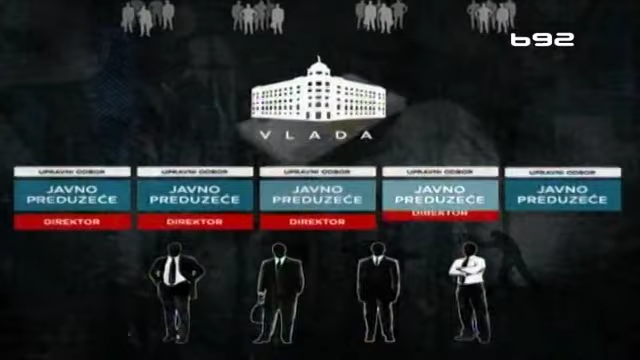 b92
VLADA
UPRAVNI ODBOR
UPRAVNI ODBOR
UPRAVNI ODBOR
UPRAVNI ODBOR
UPRAVNI ODBOR
JAVNO
PREDUZEĆE
JAVNO
PREDUZEĆE
JAVNO
PREDUZEĆE
JAVNO
PREDUZEĆE
JAVNO
PREDUZEĆE
DIREKTOR
DIREKTOR
DIREKTOR
DIREKTOR